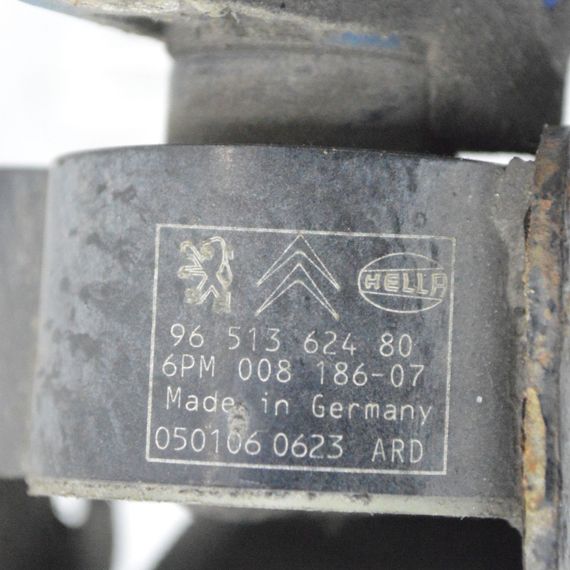 HELLA
96 513 624 80
6PM 008 186-07
Made in Germany
050106 0623 ARD